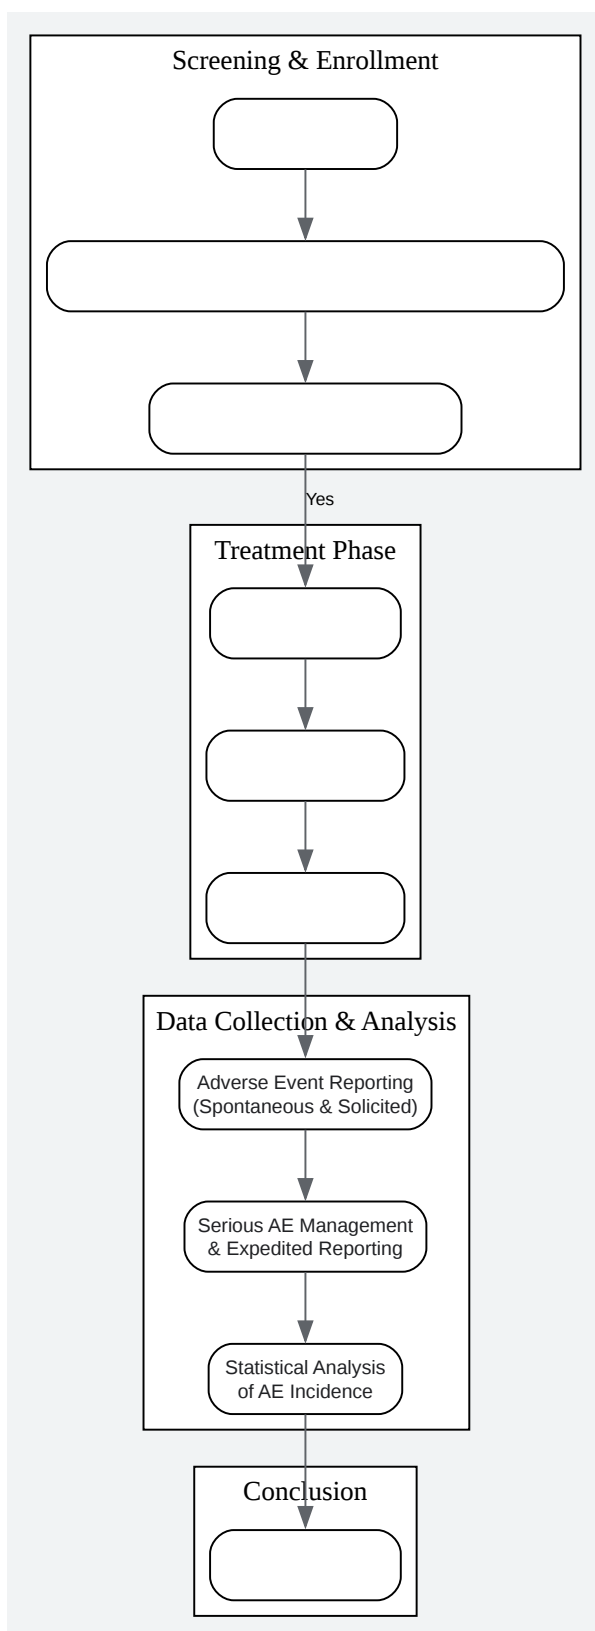 Screening & Enrollment
Yes
Treatment Phase
Data Collection & Analysis
Adverse Event Reporting
(Spontaneous & Solicited)
Serious AE Management
& Expedited Reporting
Statistical Analysis
of AE Incidence
Conclusion